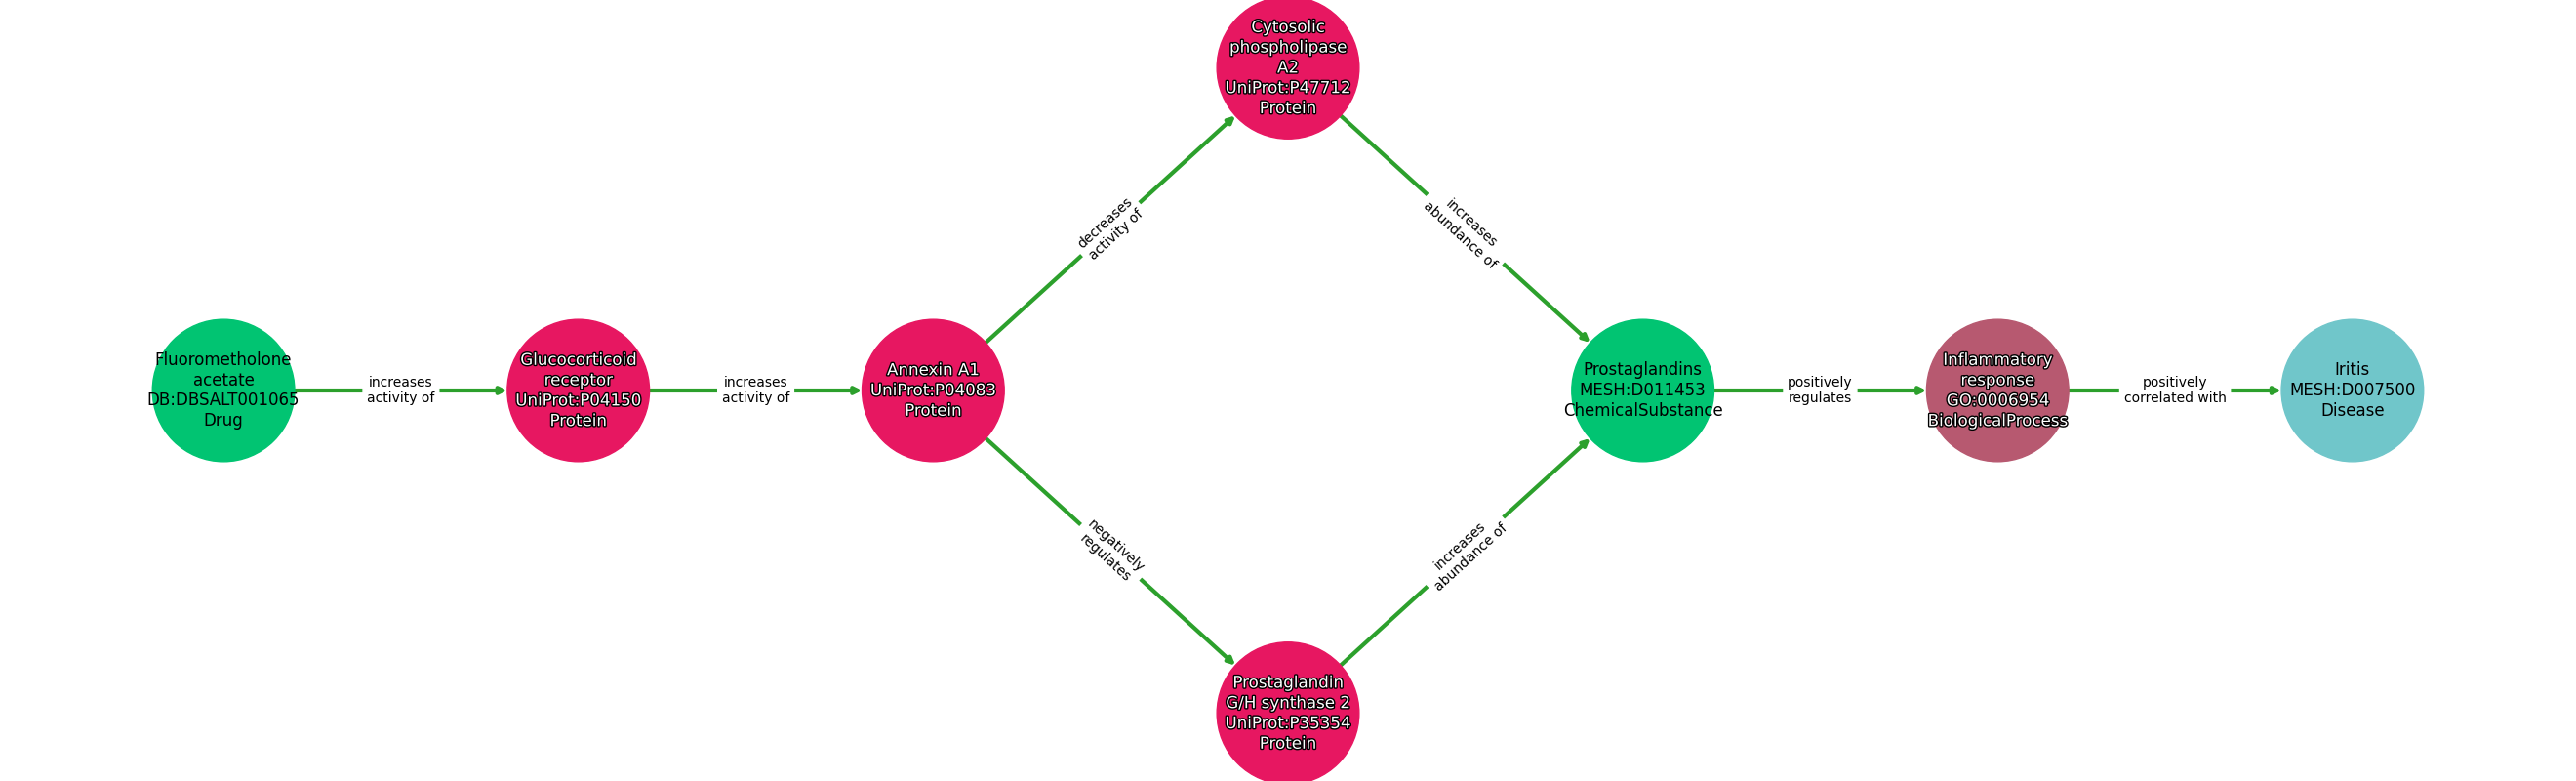 Cytosolic
phospholipase
A2
UniProt:P47712
Protein
decreases
activity of
increases
abundance of
Fluorometholone
acetate
DB:DBSALT001065
Drug
increases
activity of
Glucocorticoid
receptor
UniProt:P04150
Protein
increases
activity of
Annexin A1
UniProt:P04083
Protein
Prostaglandins
MESH:D011453
ChemicalSubstance
positively
regulates
Inflammatory
response
GO:0006954
BiologicalProcess
positively
correlated with
Iritis
MESH:D007500
Disease
negatively
regulates
increases
abundance of
Prostaglandin
G/H synthase 2
UniProt:P35354
Protein